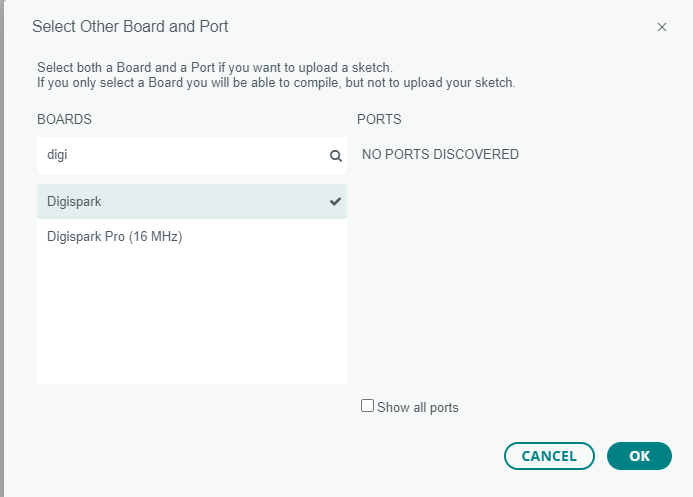 Select Other Board and Port
Select both a Board and a Port if you want to upload a sketch.
If you only select a Board you will be able to compile, but not to upload your sketch.
BOARDS
PORTS
digi
NO PORTS DISCOVERED
Digispark
Digispark Pro (16 MHz)
Show all ports
CANCEL
OK